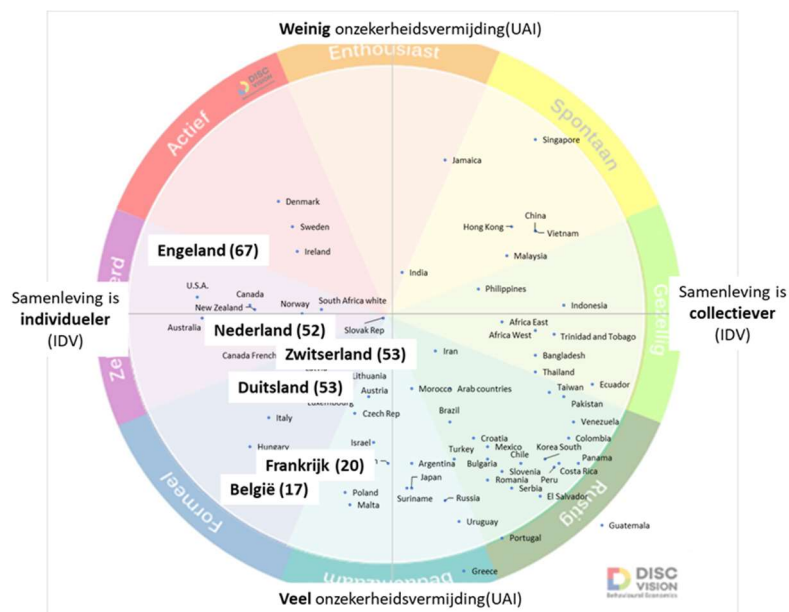 Weinig onzekerheidsvermijding(UAI)
Enthousiast
DISC
VISION
Actief
Spontaan
Singapore
Jamaica
Denmark
China
Hong Kong
Vietnam
Sweden
Engeland (67)
Ireland
Malaysia
India
Samenleving is
individueler
(IDV)
Samenleving is
collectiever
(IDV)
U.S.A.
Canada
New Zealand
Norway
South Africa white
Philippines
Indonesia
Gezellig
Australia
Nederland (52)
Slovak Rep
Africa East
Africa West
Trinidad and Tobago
Canada French
Zwitserland (53)
Iran
Bangladesh
Thailand
Lithuania
Duitsland (53)
Austria
Morocco
Arab countries
Taiwan
Ecuador
Pakistan
Czech Rep
Brazil
Italy
Venezuela
Hungary
Israel
Croatia
Colombia
Turkey
Mexico
Korea South
Chile
Panama
Frankrijk (20)
Argentina
Bulgaria
Slovenia
Costa Rica
Japan
Romania
Peru
België (17)
Poland
Suriname
Russia
Serbia
El Salvador
Malta
Formeel
Rustig
Uruguay
Guatemala
Portugal
Greece
DISC
VISION
Behavioural Economics
Veel onzekerheidsvermijding(UAI)